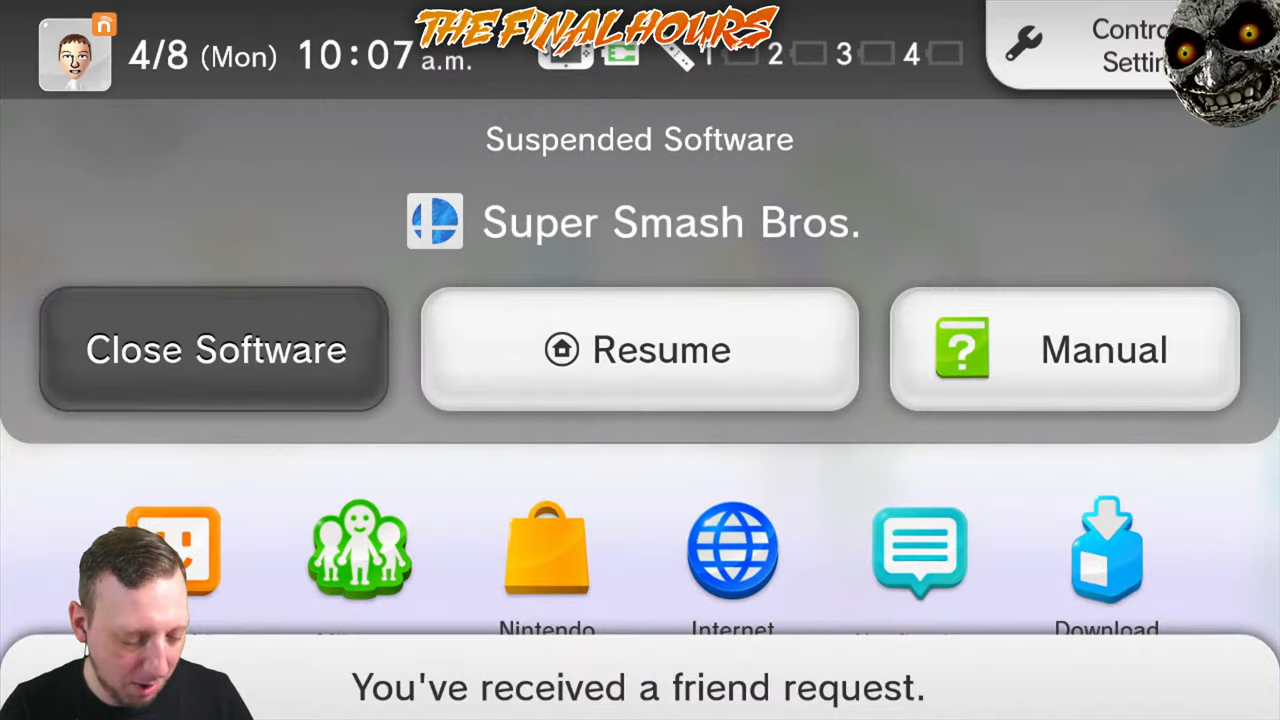 THE FINAL HOURS
4/8 (Mon) 10:07 a.m. 1 2 3 4
Contro
Settin
Suspended Software
Super Smash Bros.
Close Software
Resume
? Manual
Nintendo Internet Download
You've received a friend request.